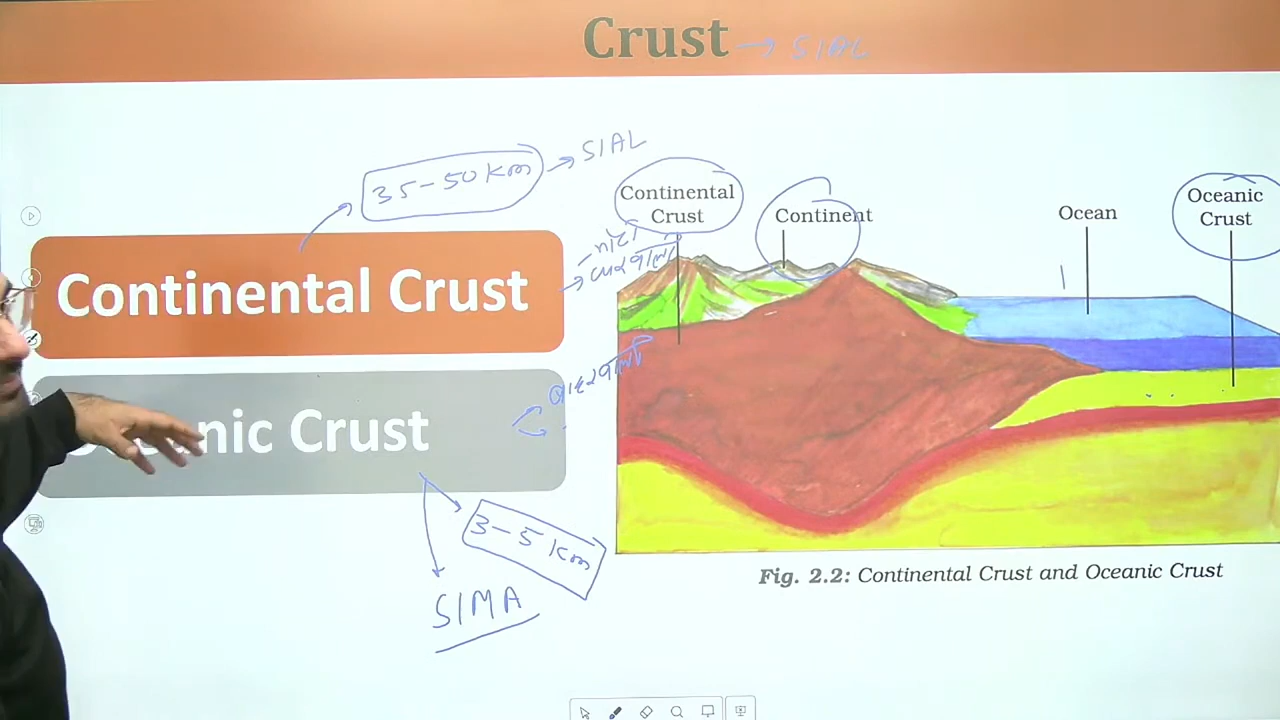 Crust → SIAL
35-50 km → SIAL
Continental Crust
Oceanic Crust
3-5 km
SIMA
Continental
Crust
Continent
Ocean
Oceanic
Crust
Fig. 2.2: Continental Crust and Oceanic Crust